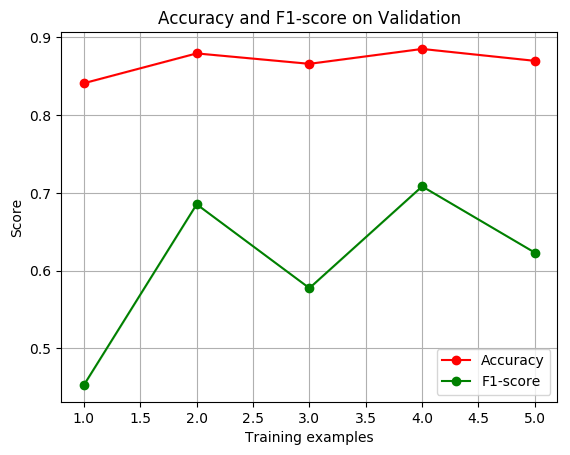 Accuracy and F1-score on Validation
0.9
0.8
0.7
0.6
0.5
Score
Accuracy
F1-score
1.0 1.5 2.0 2.5 3.0 3.5 4.0 4.5 5.0
Training examples